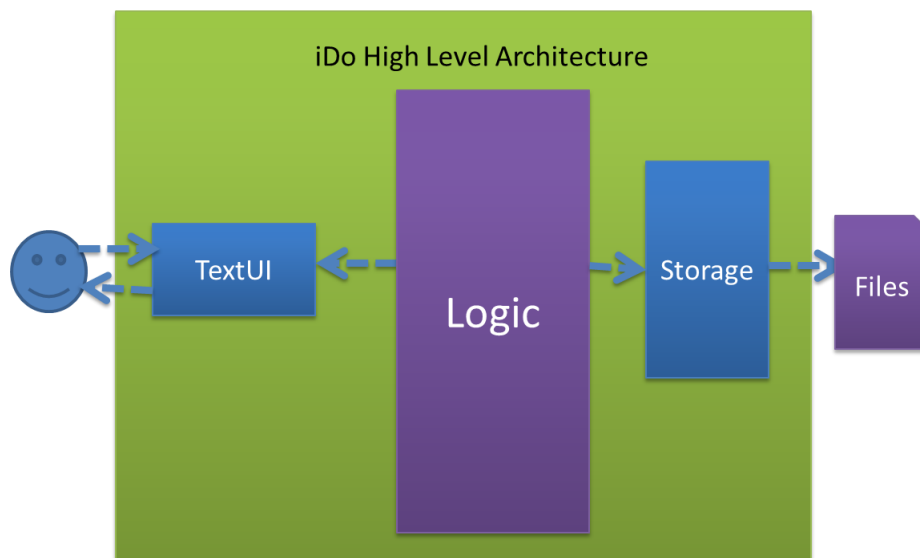 iDo High Level Architecture
TextUI
Logic
Storage
Files